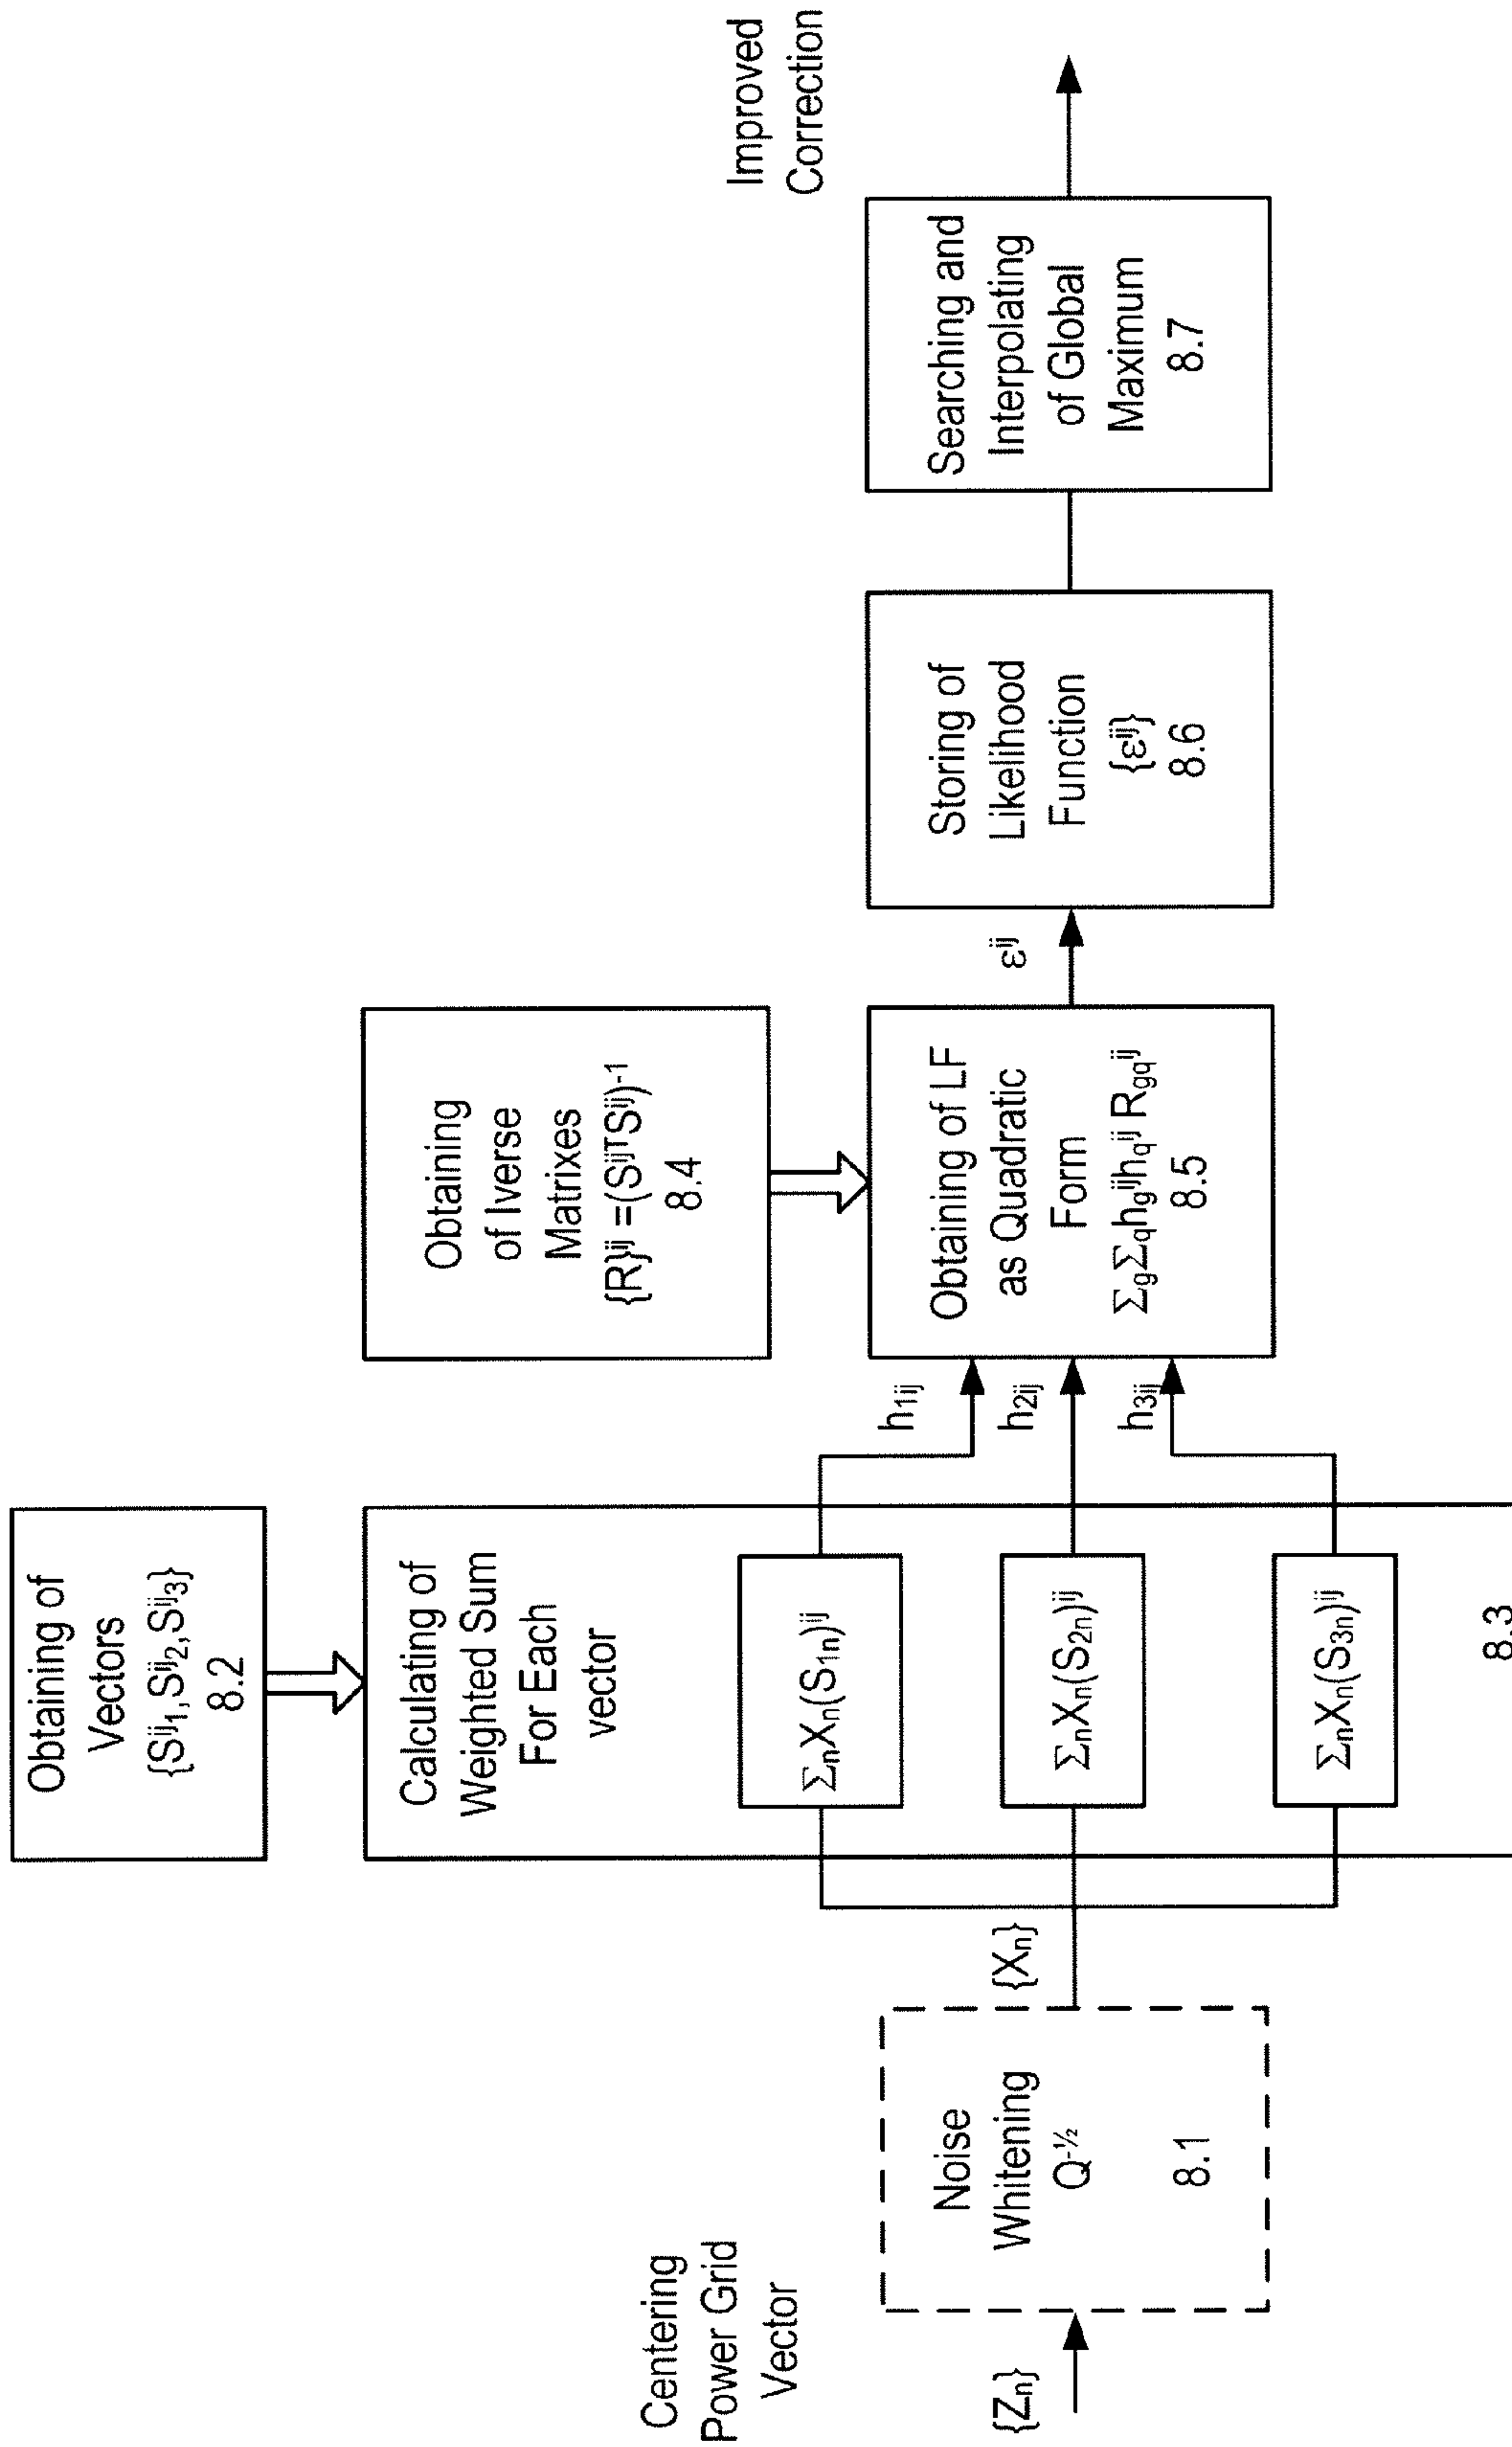 Centering
Power Grid
Vector
{Zₙ}
Noise
Whitening
Q⁻½
8.1
{Xₙ}
Obtaining of
Vectors
{Sⁱʲ₁,Sⁱʲ₂,Sⁱʲ₃}
8.2
Calculating of
Weighted Sum
For Each
vector
ΣₙXₙ(S₁ₙ)ⁱʲ
ΣₙXₙ(S₂ₙ)ⁱʲ
ΣₙXₙ(S₃ₙ)ⁱʲ
8.3
h₁ᵢⱼ
h₂ᵢⱼ
h₃ᵢⱼ
Obtaining
of Iverse
Matrixes
{R}ⁱʲ =(SⁱʲᵀSⁱʲ)⁻¹
8.4
Obtaining of LF
as Quadratic
Form
Σ_gΣ_qh_gⁱʲh_qⁱʲ R_gqⁱʲ
8.5
εⁱʲ
Storing of
Likelihood
Function
{εⁱʲ}
8.6
Searching and
Interpolating
of Global
Maximum
8.7
Improved
Correction